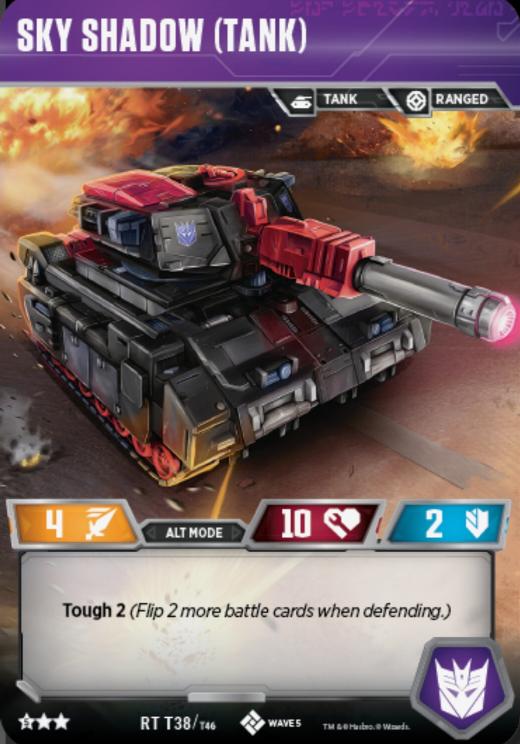 SKY SHADOW (TANK)
TANK
RANGED
4
ALT MODE
10
2
Tough 2 (Flip 2 more battle cards when defending.)
RT T38/T46
WAVE 5
TM & © Hasbro. © Wizards.